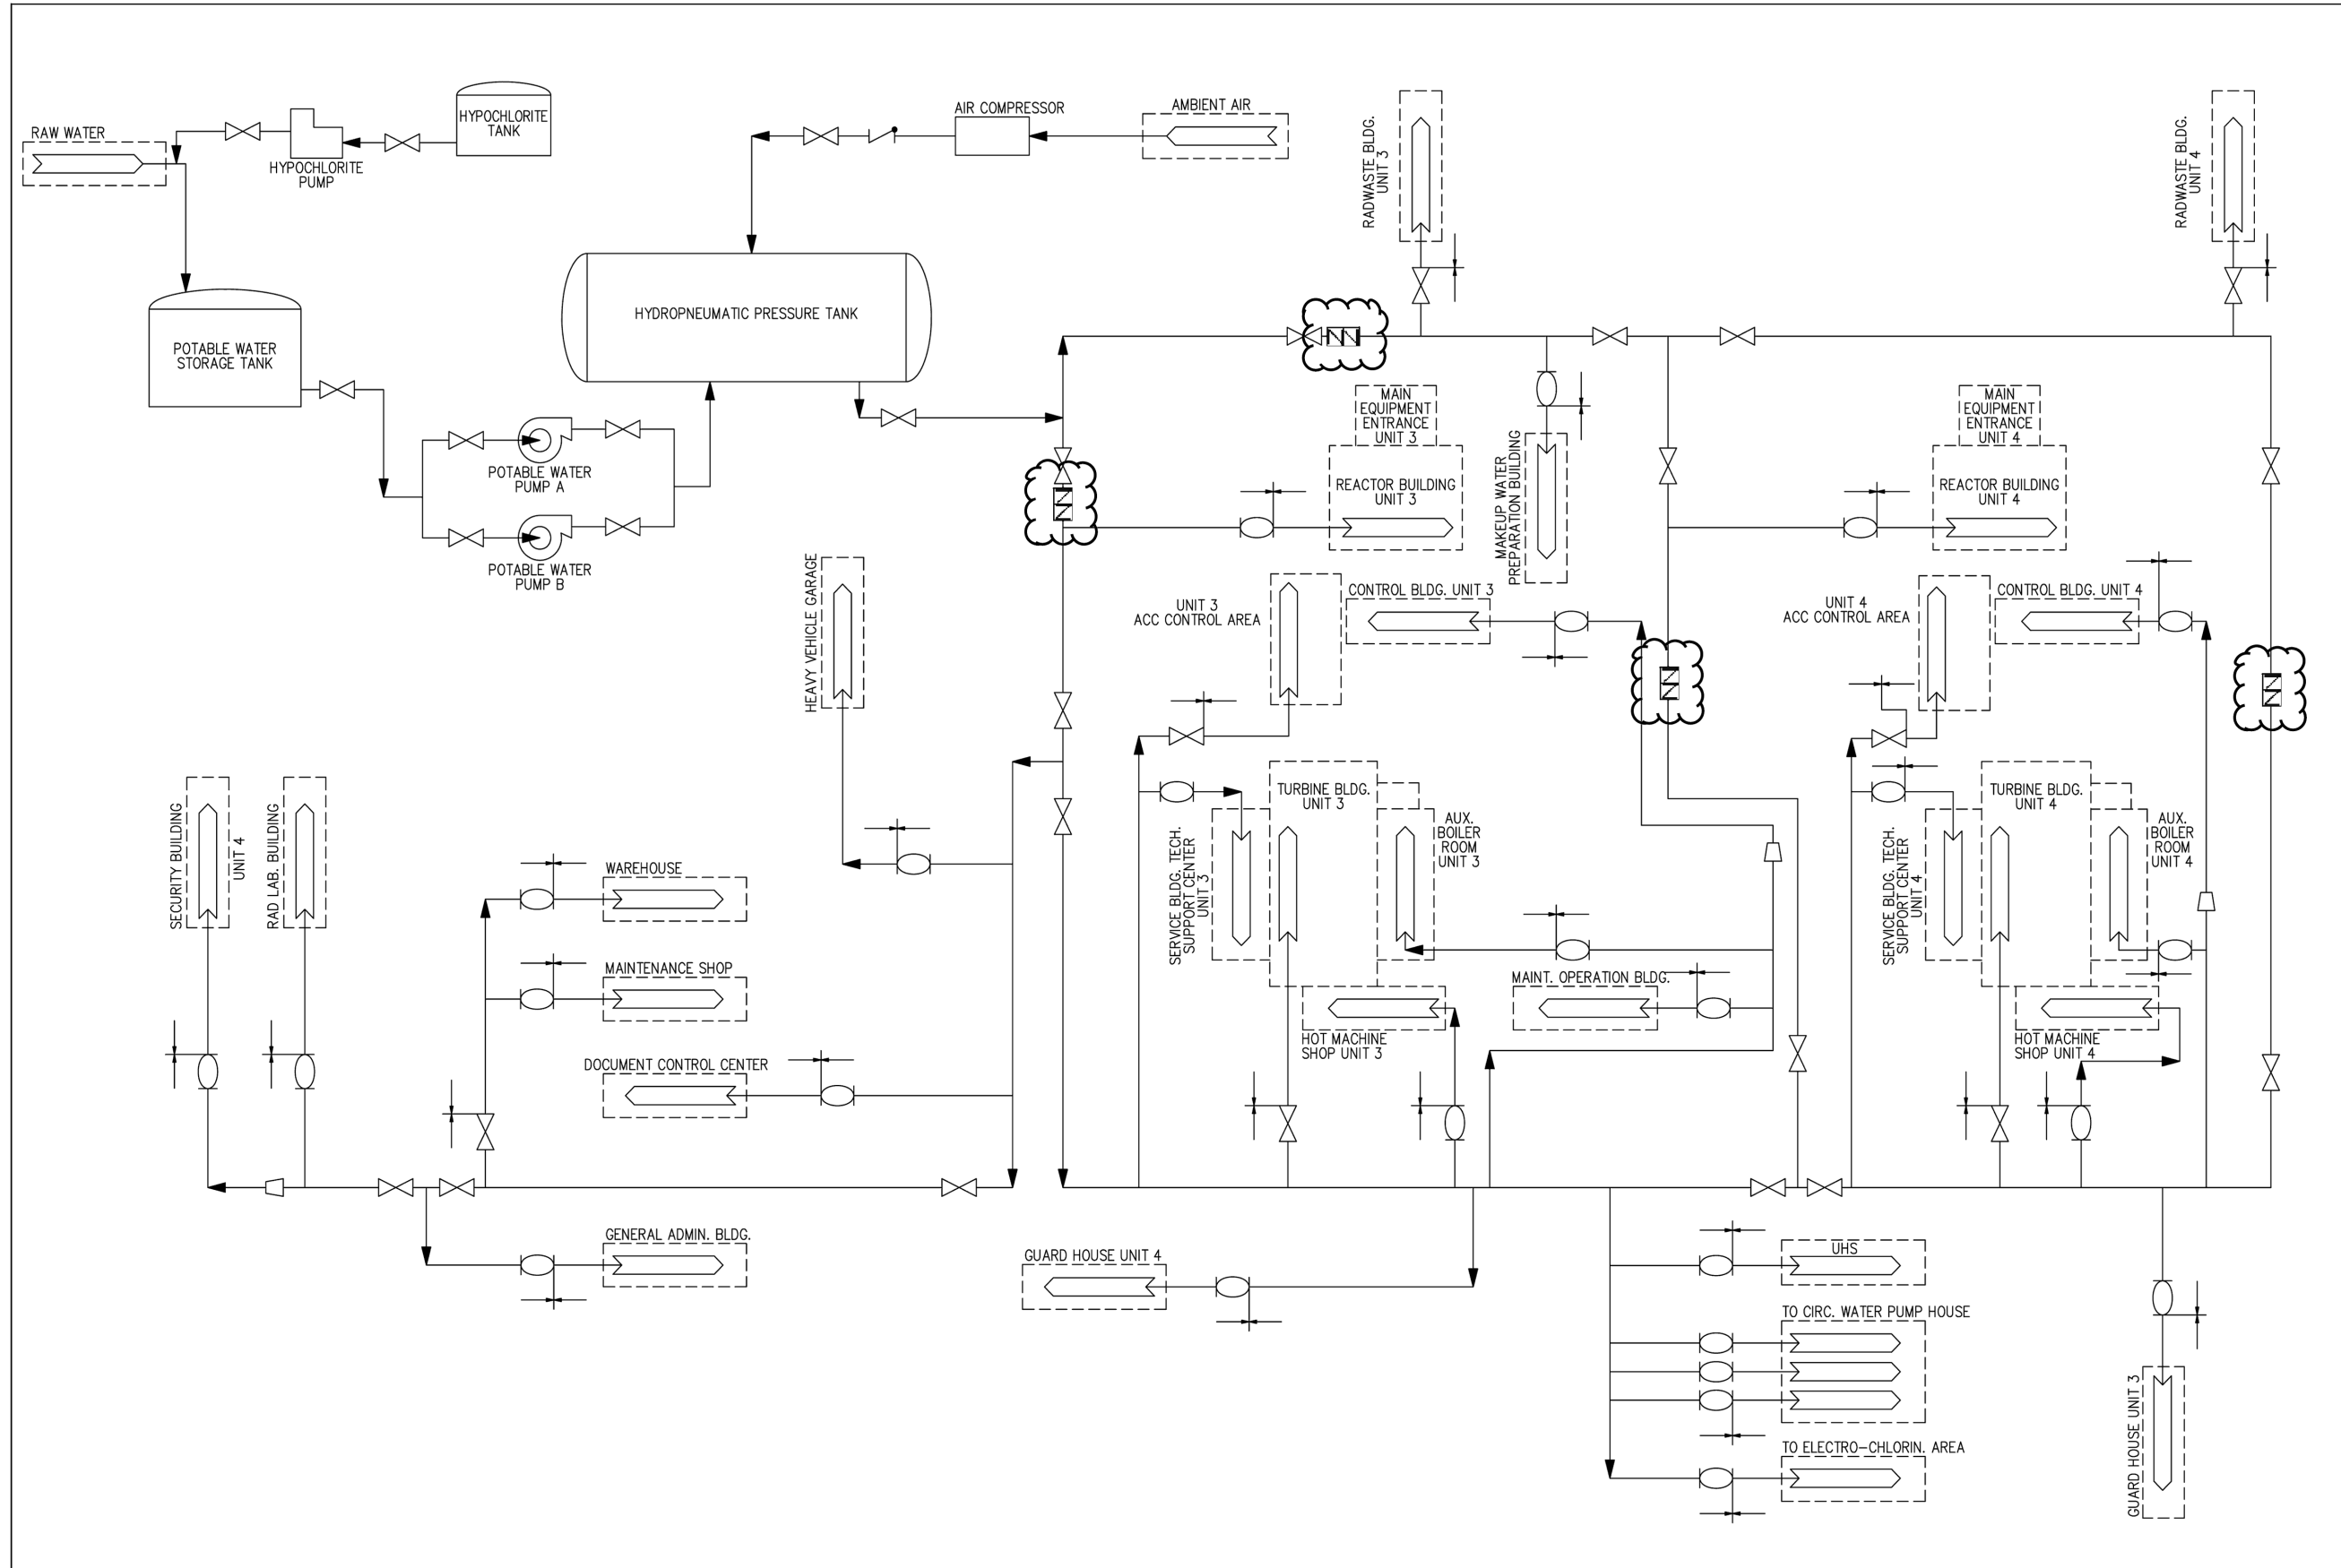 RAW WATER
HYPOCHLORITE
TANK
HYPOCHLORITE
PUMP
AIR COMPRESSOR
AMBIENT AIR
RADWASTE BLDG.
UNIT 3
RADWASTE BLDG.
UNIT 4
POTABLE WATER
STORAGE TANK
HYDROPNEUMATIC PRESSURE TANK
POTABLE WATER
PUMP A
POTABLE WATER
PUMP B
MAIN
EQUIPMENT
ENTRANCE
UNIT 3
REACTOR BUILDING
UNIT 3
MAKEUP WATER
PREPARATION BUILDING
MAIN
EQUIPMENT
ENTRANCE
UNIT 4
REACTOR BUILDING
UNIT 4
HEAVY VEHICLE GARAGE
UNIT 3
ACC CONTROL AREA
CONTROL BLDG. UNIT 3
UNIT 4
ACC CONTROL AREA
CONTROL BLDG. UNIT 4
SECURITY BUILDING
UNIT 4
RAD LAB. BUILDING
WAREHOUSE
MAINTENANCE SHOP
DOCUMENT CONTROL CENTER
GENERAL ADMIN. BLDG.
SERVICE BLDG. TECH.
SUPPORT CENTER
UNIT 3
TURBINE BLDG.
UNIT 3
AUX.
BOILER
ROOM
UNIT 3
MAINT. OPERATION BLDG.
HOT MACHINE
SHOP UNIT 3
SERVICE BLDG. TECH.
SUPPORT CENTER
UNIT 4
TURBINE BLDG.
UNIT 4
AUX.
BOILER
ROOM
UNIT 4
HOT MACHINE
SHOP UNIT 4
GUARD HOUSE UNIT 4
UHS
TO CIRC. WATER PUMP HOUSE
TO ELECTRO-CHLORIN. AREA
GUARD HOUSE UNIT 3